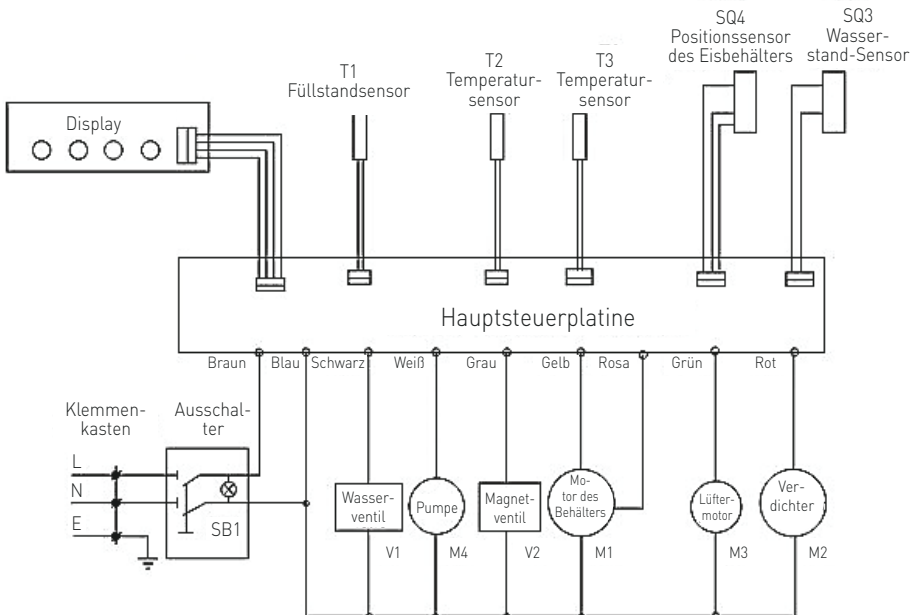 SQ4
Positionssensor
des Eisbehälters
SQ3
Wasser-
stand-Sensor
T1
Füllstandsensor
T2
Temperatur-
sensor
T3
Temperatur-
sensor
Display
Hauptsteuerplatine
Braun
Blau
Schwarz
Weiß
Grau
Gelb
Rosa
Grün
Rot
Klemmen-
kasten
Ausschal-
ter
L
N
E
SB1
Wasser-
ventil
V1
Pumpe
M4
Magnet-
ventil
V2
Mo-
tor des
Behälters
M1
Lüfter-
motor
M3
Ver-
dichter
M2